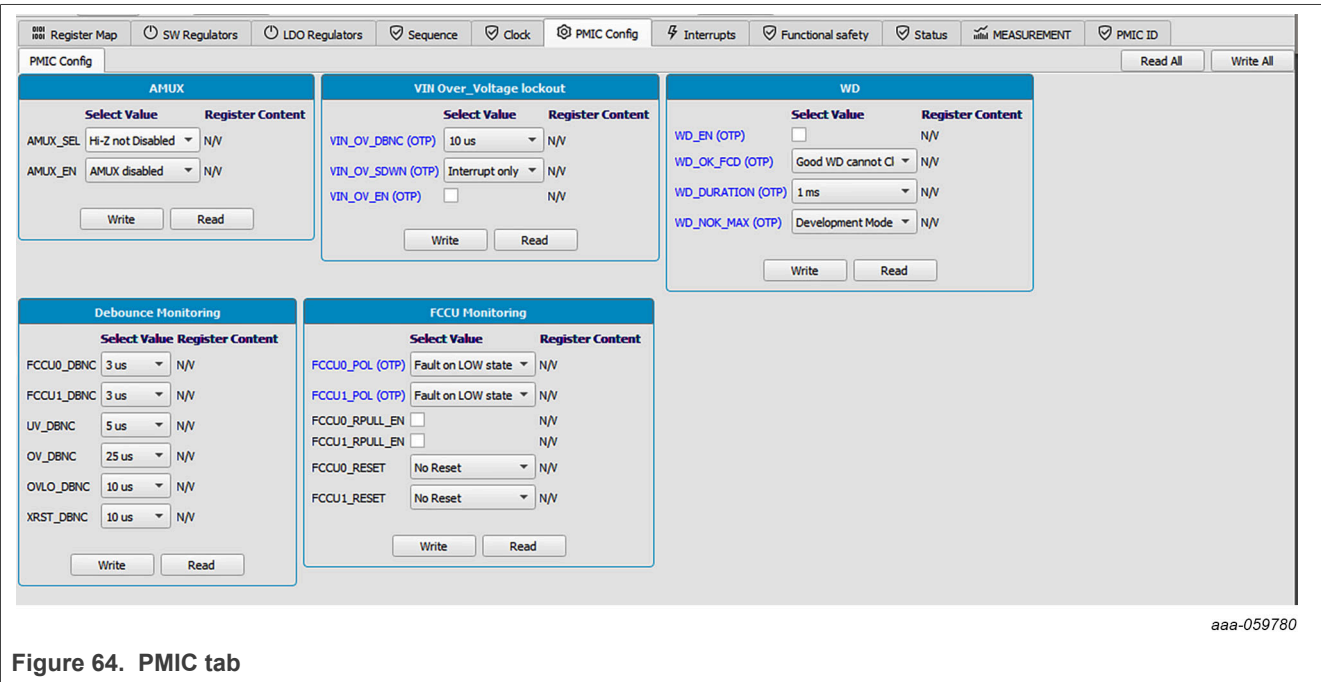 Register Map SW Regulators LDO Regulators Sequence Clock PMIC Config Interrupts Functional safety Status MEASUREMENT PMIC ID
PMIC Config Read All Write All
AMUX
Select Value Register Content
AMUX_SEL Hi-Z not Disabled N/V
AMUX_EN AMUX disabled N/V
Write Read
VIN Over_Voltage lockout
Select Value Register Content
VIN_OV_DBNC (OTP) 10 us N/V
VIN_OV_SDWN (OTP) Interrupt only N/V
VIN_OV_EN (OTP) N/V
Write Read
WD
Select Value Register Content
WD_EN (OTP) N/V
WD_OK_FCD (OTP) Good WD cannot Cl N/V
WD_DURATION (OTP) 1 ms N/V
WD_NOK_MAX (OTP) Development Mode N/V
Write Read
Debounce Monitoring
Select Value Register Content
FCCU0_DBNC 3 us N/V
FCCU1_DBNC 3 us N/V
UV_DBNC 5 us N/V
OV_DBNC 25 us N/V
OVLO_DBNC 10 us N/V
XRST_DBNC 10 us N/V
Write Read
FCCU Monitoring
Select Value Register Content
FCCU0_POL (OTP) Fault on LOW state N/V
FCCU1_POL (OTP) Fault on LOW state N/V
FCCU0_RPULL_EN N/V
FCCU1_RPULL_EN N/V
FCCU0_RESET No Reset N/V
FCCU1_RESET No Reset N/V
Write Read
aaa-059780
Figure 64. PMIC tab